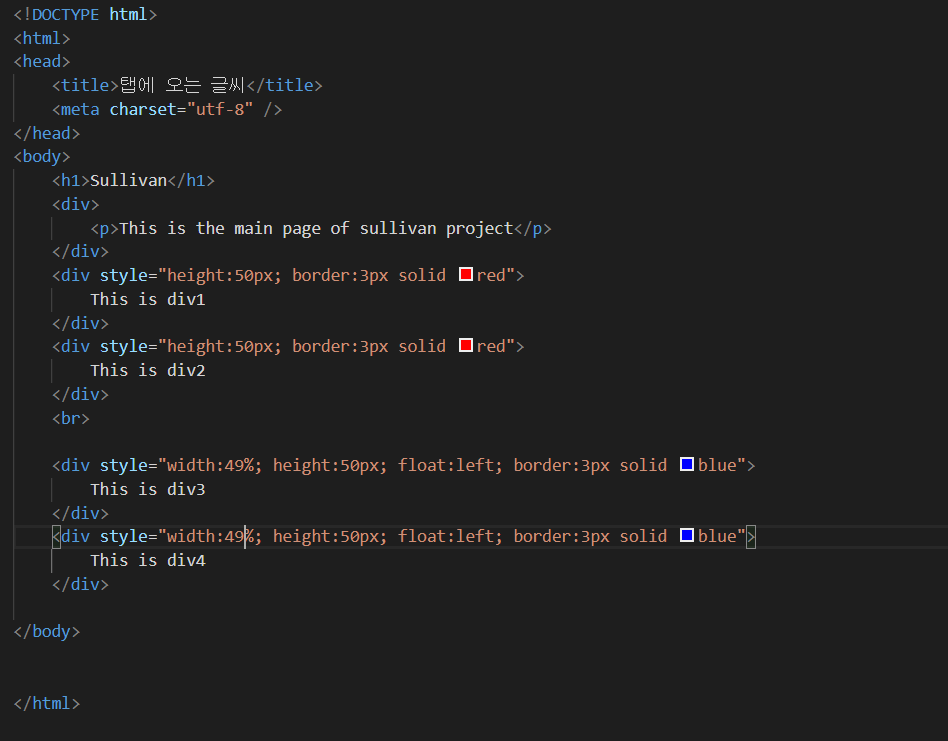 <!DOCTYPE html>
<html>
<head>
    <title>탭에 오는 글씨</title>
    <meta charset="utf-8" />
</head>
<body>
    <h1>Sullivan</h1>
    <div>
        <p>This is the main page of sullivan project</p>
    </div>
    <div style="height:50px; border:3px solid red">
        This is div1
    </div>
    <div style="height:50px; border:3px solid red">
        This is div2
    </div>
    <br>
    <div style="width:49%; height:50px; float:left; border:3px solid blue">
        This is div3
    </div>
    <div style="width:49%; height:50px; float:left; border:3px solid blue">
        This is div4
    </div>
</body>
</html>